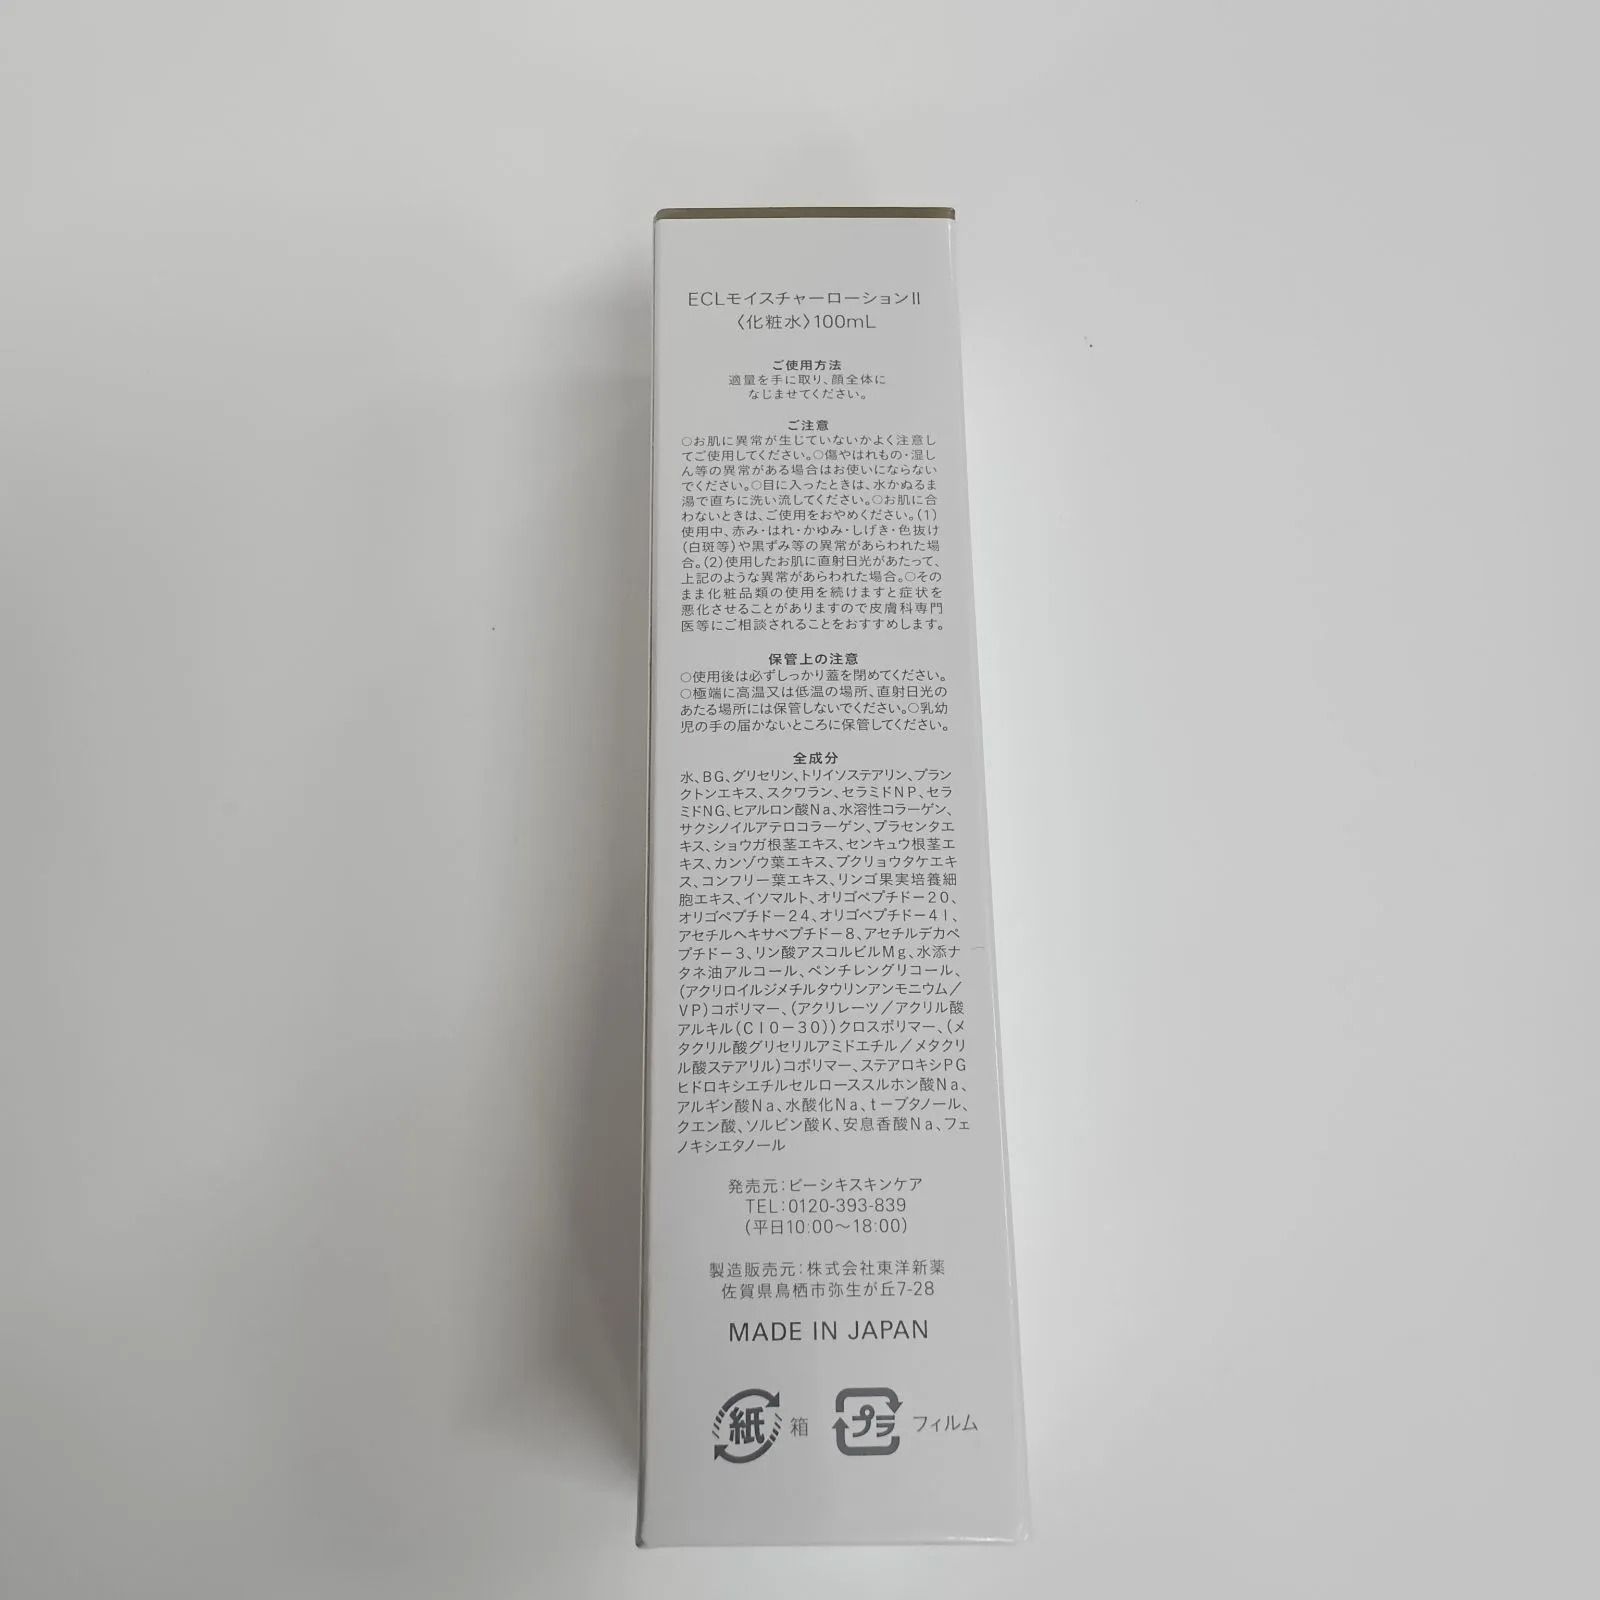 ECLモイスチャーローションII
〈化粧水〉100mL
ご使用方法
適量を手に取り、顔全体に
なじませてください。
ご注意
○お肌に異常が生じていないかよく注意し
てご使用してください。○傷やはれもの・湿し
ん等の異常がある場合はお使いにならない
でください。○目に入ったときは、水かぬるま
湯で直ちに洗い流してください。○お肌に合
わないときは、ご使用をおやめください。(1)
使用中、赤み・はれ・かゆみ・しげき・色抜け
(白斑等)や黒ずみ等の異常があらわれた場
合。(2)使用したお肌に直射日光があたって、
上記のような異常があらわれた場合。○その
まま化粧品類の使用を続けますと症状を
悪化させることがありますので皮膚科専門
医等にご相談されることをおすすめします。
保管上の注意
○使用後は必ずしっかり蓋を閉めてください。
○極端に高温又は低温の場所、直射日光の
あたる場所には保管しないでください。○乳幼
児の手の届かないところに保管してください。
全成分
水、BG、グリセリン、トリイソステアリン、プラン
クトンエキス、スクワラン、セラミドNP、セラ
ミドNG、ヒアルロン酸Na、水溶性コラーゲン、
サクシノイルアテロコラーゲン、プラセンタエ
キス、ショウガ根茎エキス、センキュウ根茎エ
キス、カンゾウ葉エキス、ブクリョウタケエキ
ス、コンフリー葉エキス、リンゴ果実培養細
胞エキス、イソマルト、オリゴペプチド-20、
オリゴペプチド-24、オリゴペプチド-41、
アセチルヘキサペプチド-8、アセチルデカペ
プチド-3、リン酸アスコルビルMg、水添ナ
タネ油アルコール、ペンチレングリコール、
(アクリロイルジメチルタウリンアンモニウム/
VP)コポリマー、(アクリレーツ/アクリル酸
アルキル(C10-30))クロスポリマー、(メ
タクリル酸グリセリルアミドエチル/メタクリ
ル酸ステアリル)コポリマー、ステアロキシPG
ヒドロキシエチルセルローススルホン酸Na、
アルギン酸Na、水酸化Na、t-ブタノール、
クエン酸、ソルビン酸K、安息香酸Na、フェ
ノキシエタノール
発売元:ビーシキスキンケア
TEL:0120-393-839
(平日10:00〜18:00)
製造販売元:株式会社東洋新薬
佐賀県鳥栖市弥生が丘7-28
MADE IN JAPAN
紙 箱 プラ フィルム